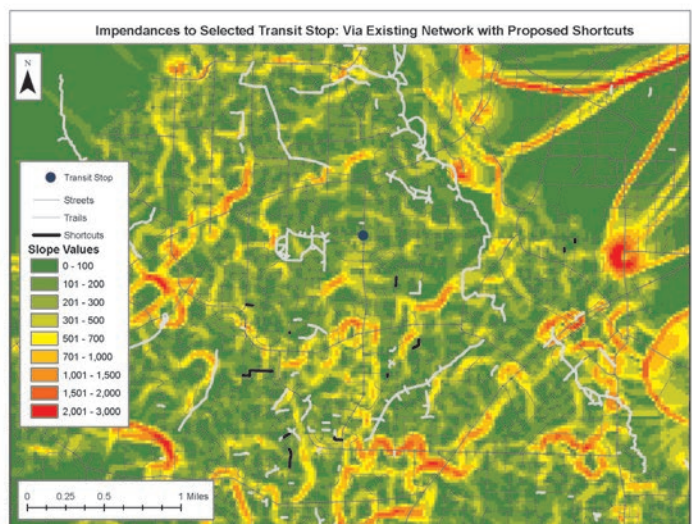 Impendances to Selected Transit Stop: Via Existing Network with Proposed Shortcuts
N
Transit Stop
Streets
Trails
Shortcuts
Slope Values
0 - 100
101 - 200
201 - 300
301 - 500
501 - 700
701 - 1,000
1,001 - 1,500
1,501 - 2,000
2,001 - 3,000
0 0.25 0.5 1 Miles